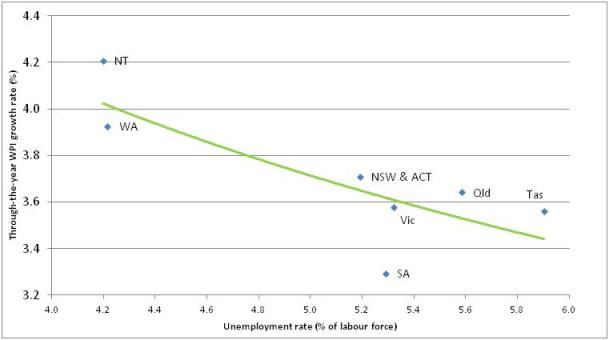 4.4
4.2
4.0
3.8
3.6
3.4
3.2
Through-the-year WPI growth rate (%)
NT
WA
NSW & ACT
Qld
Tas
Vic
SA
4.0 4.2 4.4 4.6 4.8 5.0 5.2 5.4 5.6 5.8 6.0
Unemployment rate (% of labour force)